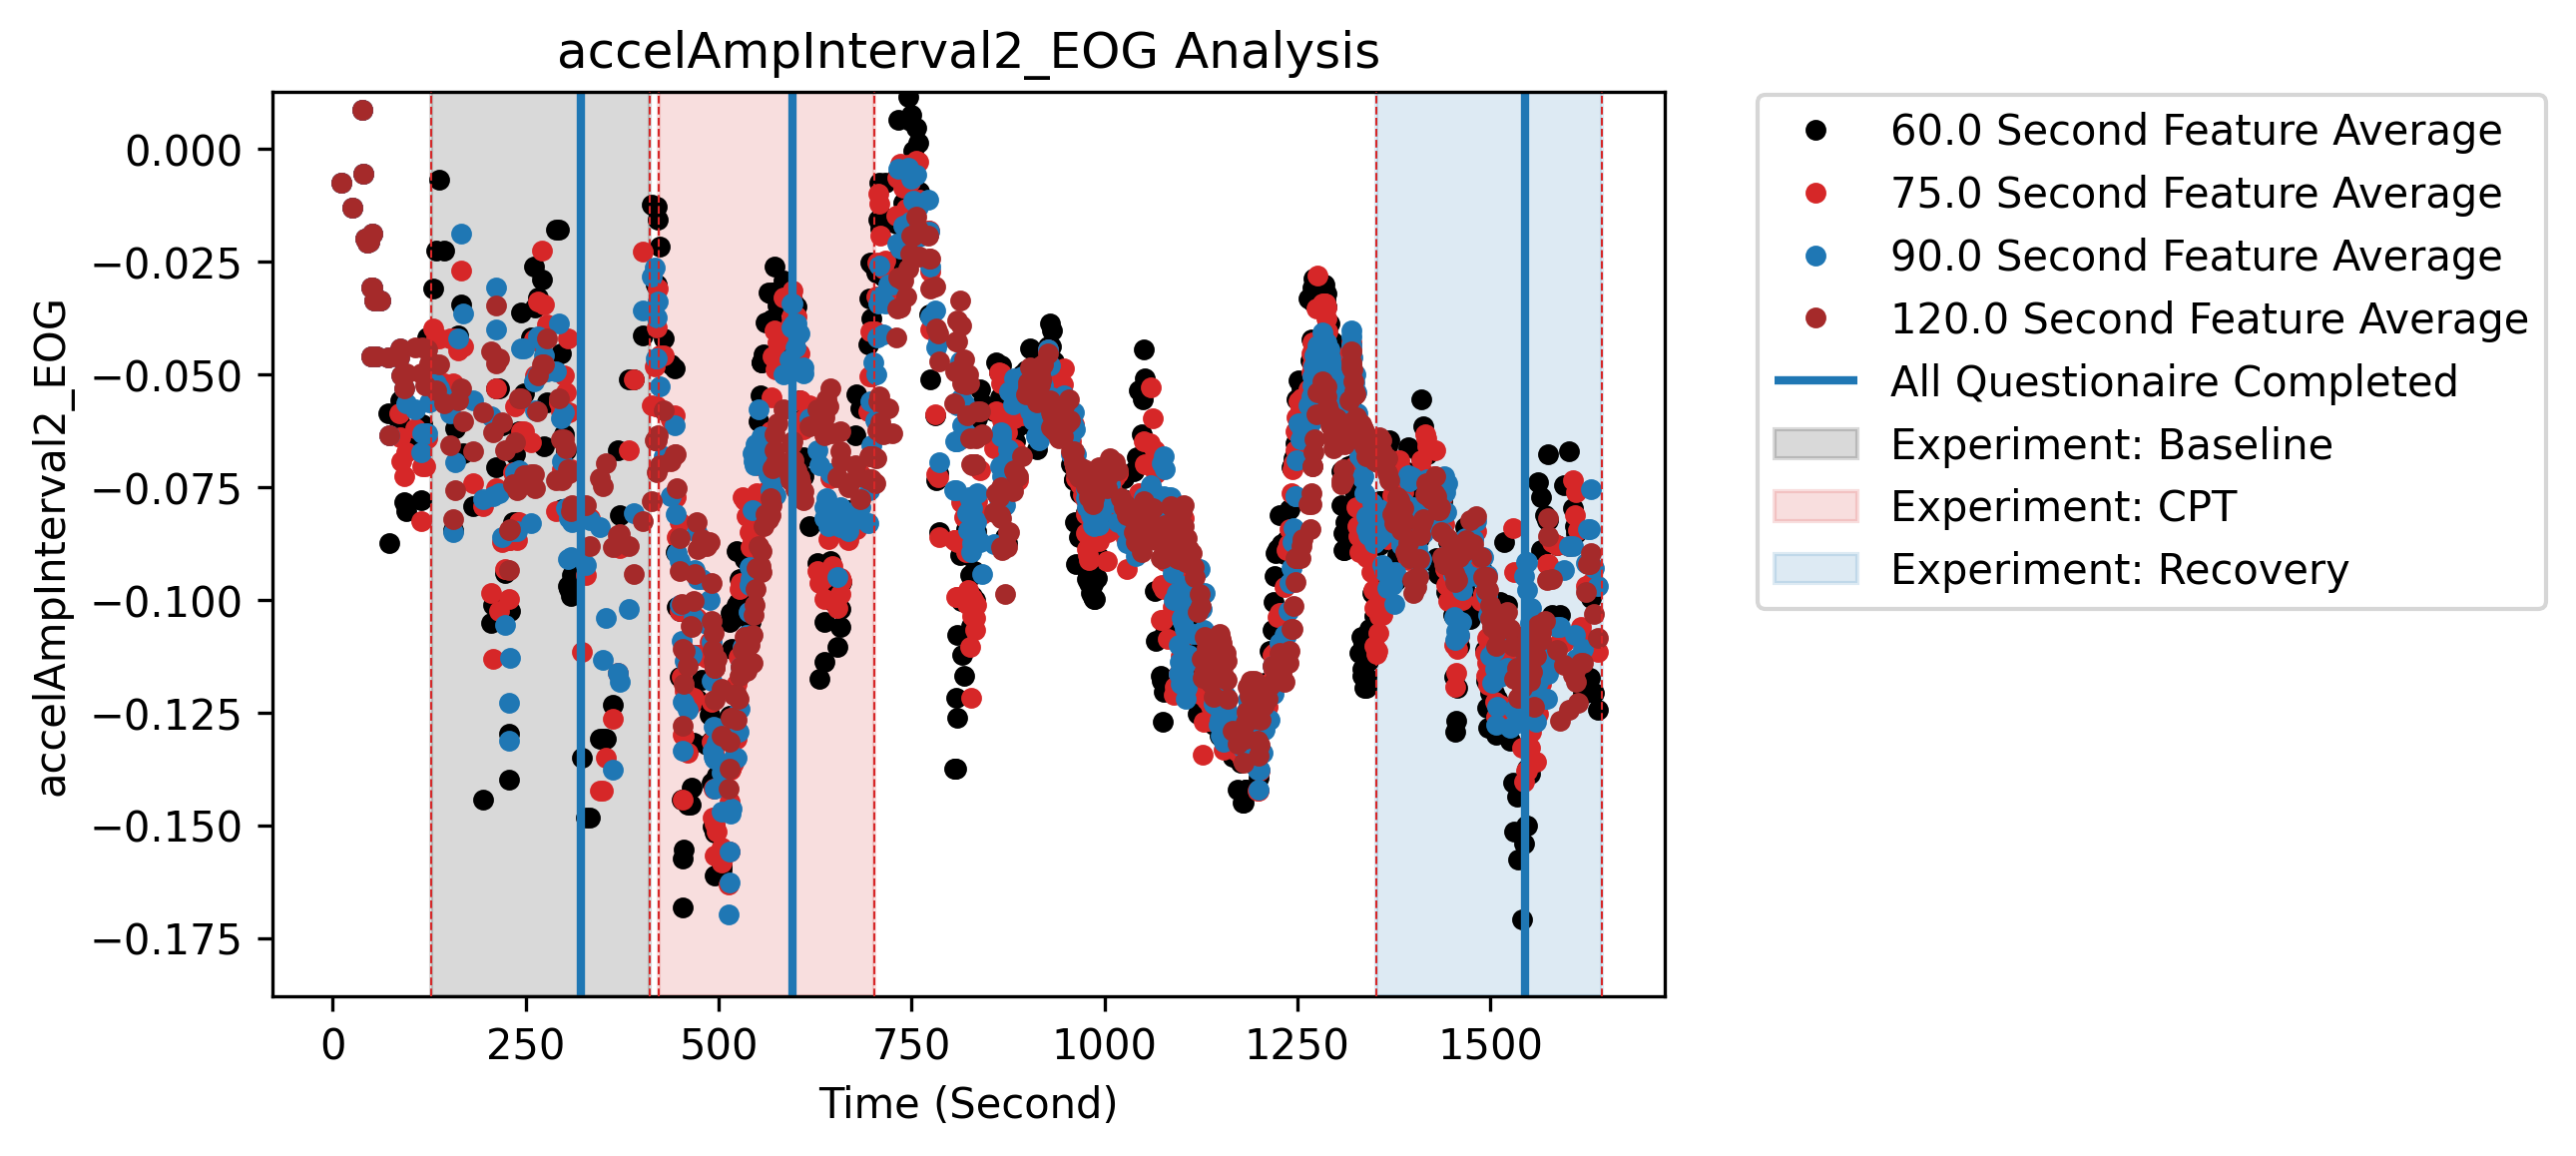 accelAmpInterval2_EOG Analysis
accelAmpInterval2_EOG
0.000
−0.025
−0.050
−0.075
−0.100
−0.125
−0.150
−0.175
0 250 500 750 1000 1250 1500
Time (Second)
60.0 Second Feature Average
75.0 Second Feature Average
90.0 Second Feature Average
120.0 Second Feature Average
All Questionaire Completed
Experiment: Baseline
Experiment: CPT
Experiment: Recovery